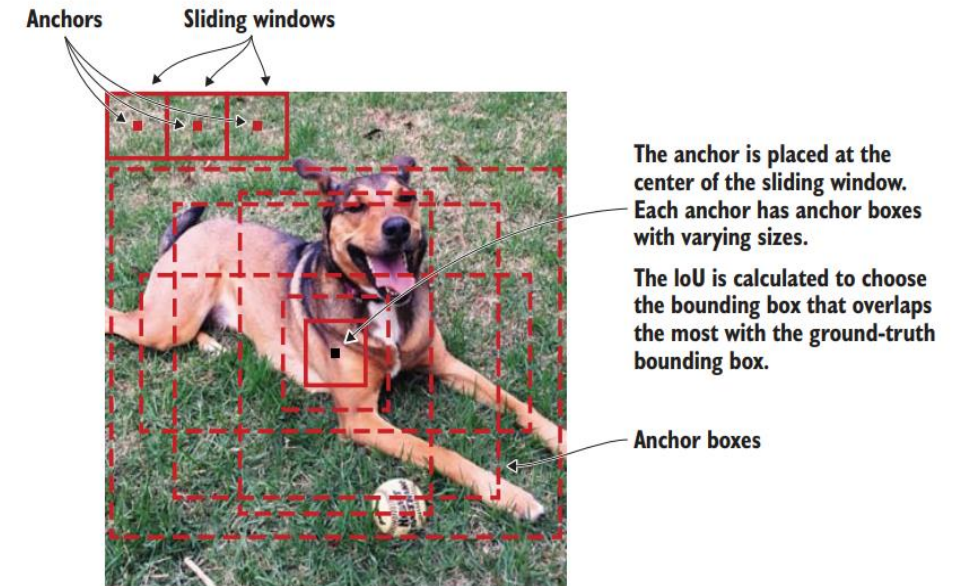 Anchors
Sliding windows
The anchor is placed at the
center of the sliding window.
Each anchor has anchor boxes
with varying sizes.
The IoU is calculated to choose
the bounding box that overlaps
the most with the ground-truth
bounding box.
Anchor boxes